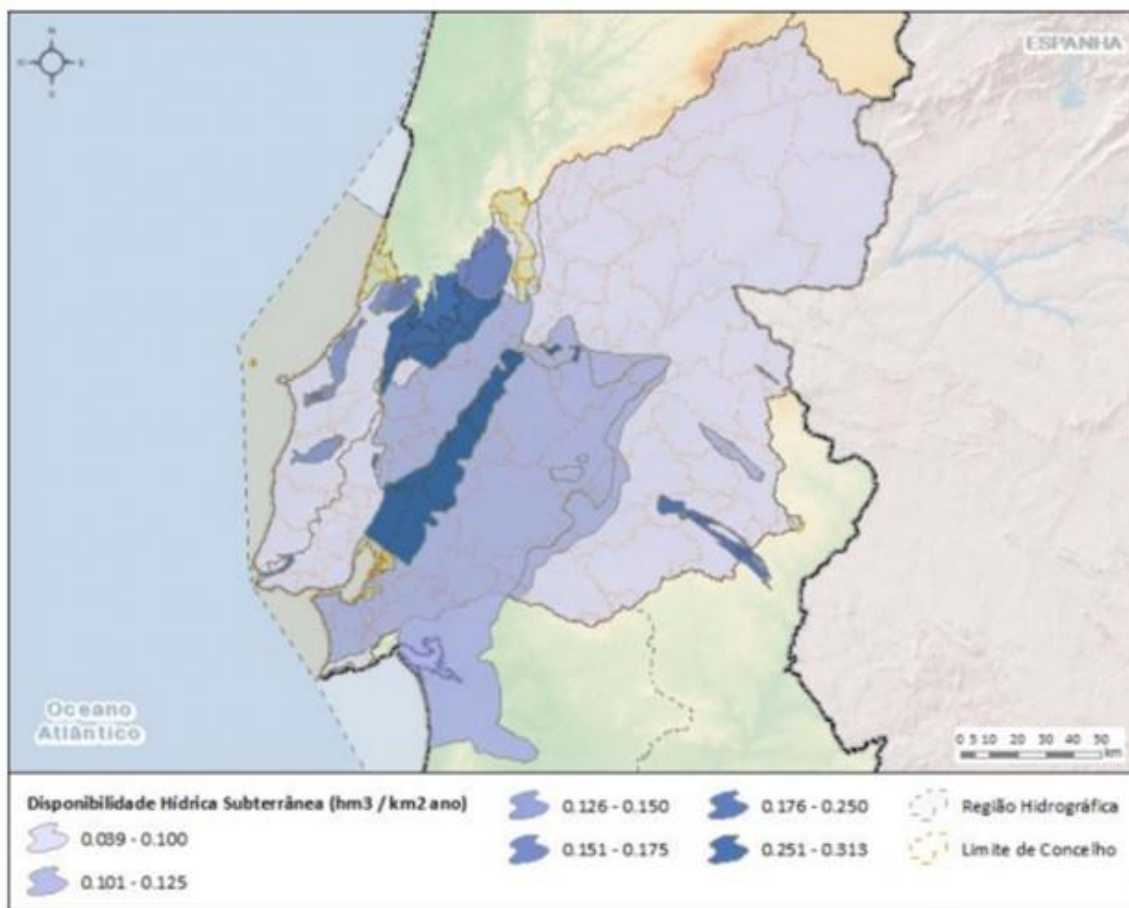 N
E
S
ESPANHA
Oceano
Atlântico
0 5 10 20 30 40 50
km
Disponibilidade Hídrica Subterrânea (hm3 / km2 ano)
0.039 - 0.100
0.101 - 0.125
0.126 - 0.150
0.151 - 0.175
0.176 - 0.250
0.251 - 0.313
Região Hidrográfica
Limite de Concelho